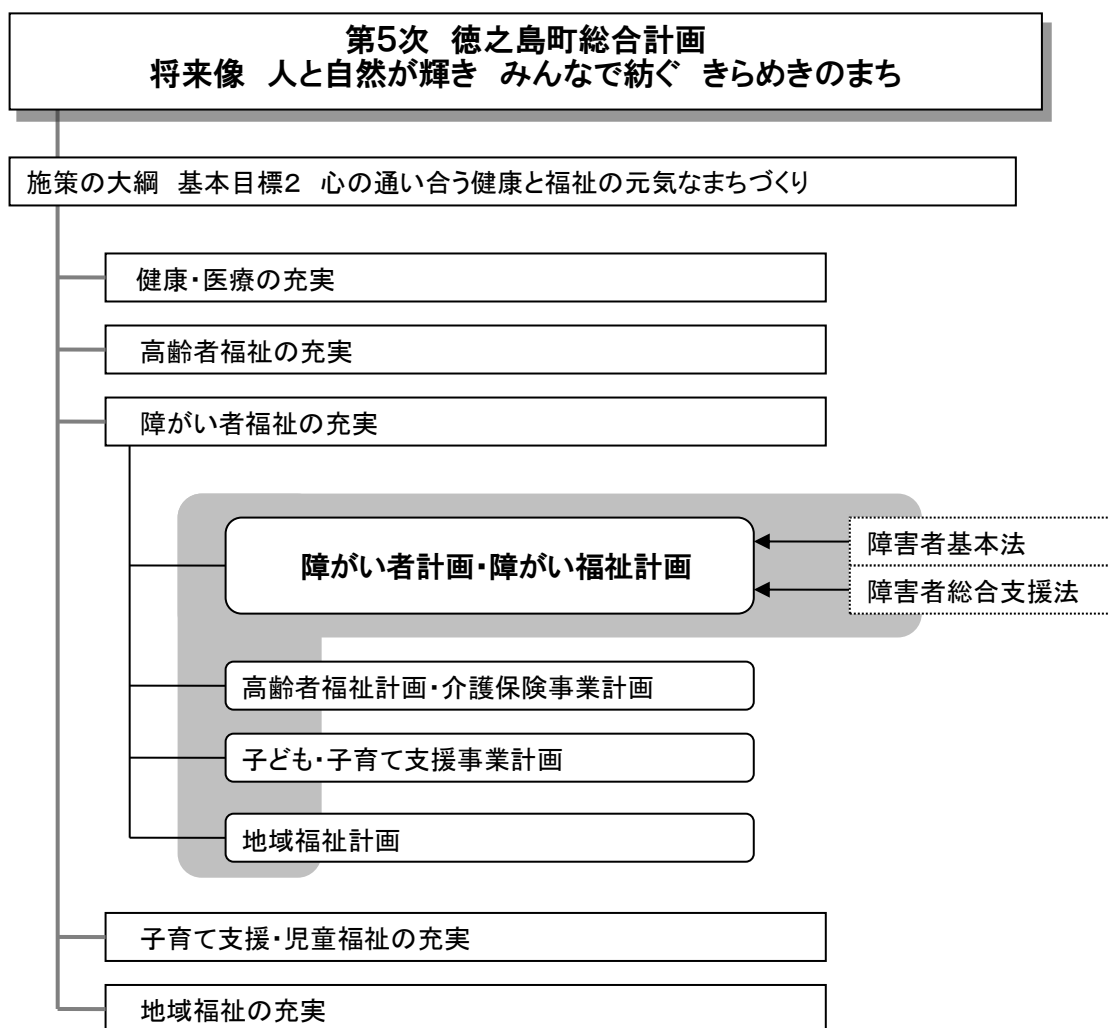 第5次 徳之島町総合計画
将来像 人と自然が輝き みんなで紡ぐ きらめきのまち
施策の大綱 基本目標2 心の通い合う健康と福祉の元気なまちづくり
健康・医療の充実
高齢者福祉の充実
障がい者福祉の充実
障がい者計画・障がい福祉計画
障害者基本法
障害者総合支援法
高齢者福祉計画・介護保険事業計画
子ども・子育て支援事業計画
地域福祉計画
子育て支援・児童福祉の充実
地域福祉の充実